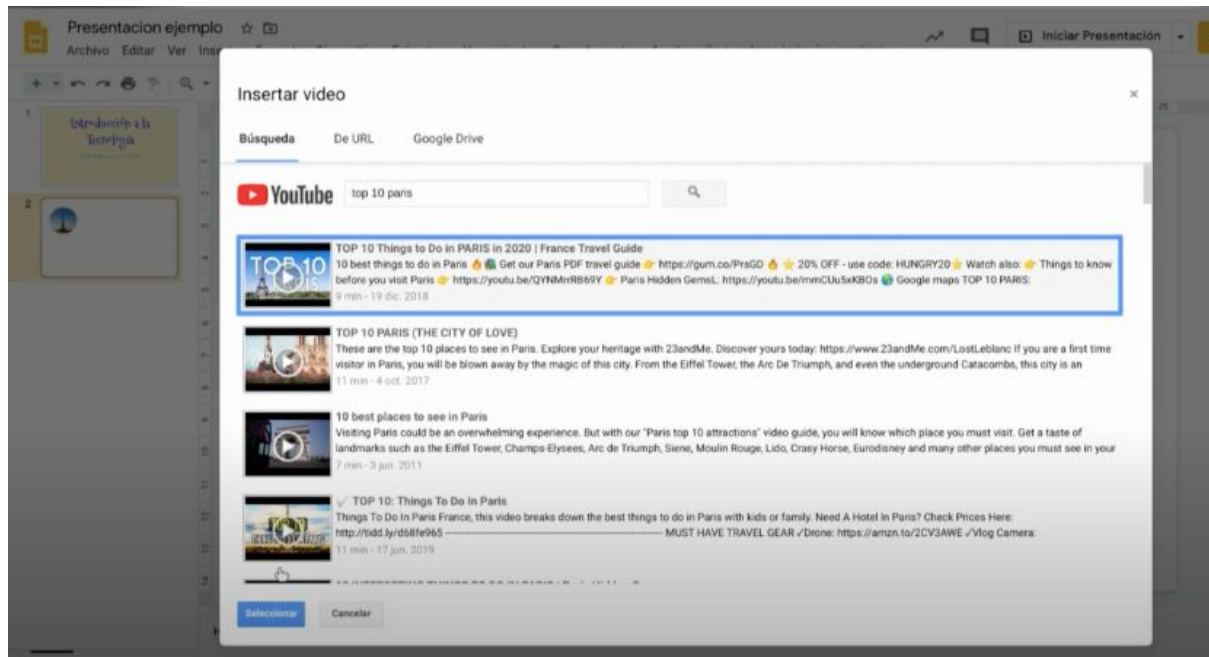 Presentacion ejemplo
Archivo Editar Ver Inser
Iniciar Presentación
1
Introducción a la
Tecnología
2
Insertar video
Búsqueda De URL Google Drive
YouTube top 10 paris
TOP 10 Things to Do in PARIS in 2020 | France Travel Guide
10 best things to do in Paris 🔥 Get our Paris PDF travel guide 👉 https://gum.co/PrsGD 🔥 ⭐ 20% OFF - use code: HUNGRY20 ⭐ Watch also: 👉 Things to know
before you visit Paris 👉 Paris Hidden GemsL: https://youtu.be/mmCUu5xKBOs 🌍 Google maps TOP 10 PARIS:
9 min - 19 dic. 2018
TOP 10
TOP 10 PARIS (THE CITY OF LOVE)
These are the top 10 places to see in Paris. Explore your heritage with 23andMe. Discover yours today: https://www.23andMe.com/LostLeblanc If you are a first time
visitor in Paris, you will be blown away by the magic of this city. From the Eiffel Tower, the Arc De Triumph, and even the underground Catacombs, this city is an
11 min - 4 oct. 2017
10 best places to see in Paris
Visiting Paris could be an overwhelming experience. But with our "Paris top 10 attractions" video guide, you will know which place you must visit. Get a taste of
landmarks such as the Eiffel Tower, Champs-Elysees, Arc de Triumph, Siene, Moulin Rouge, Lido, Crasy Horse, Eurodisney and many other places you must see in your
7 min - 3 jun. 2011
✓ TOP 10: Things To Do In Paris
Things To Do In Paris France, this video breaks down the best things to do in Paris with kids or family. Need A Hotel In Paris? Check Prices Here:
http://tidd.ly/d68fe965 ---------- MUST HAVE TRAVEL GEAR ✓Drone: https://amzn.to/2CV3AWE ✓Vlog Camera:
11 min - 17 jun. 2019
Seleccionar Cancelar